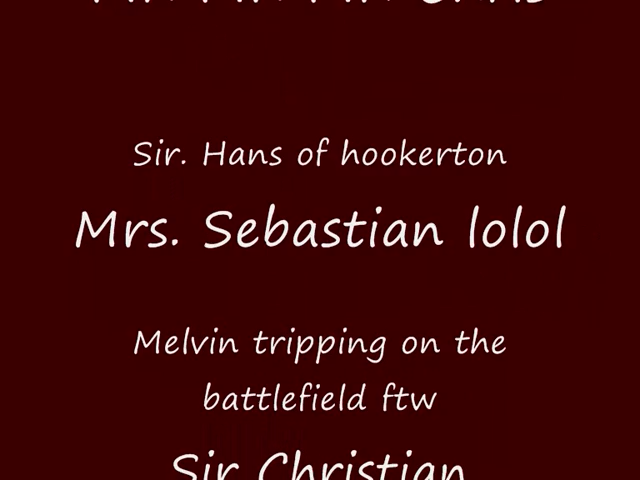 Sir. Hans of hookerton
Mrs. Sebastian lolol
Melvin tripping on the
battlefield ftw
Sir Christian